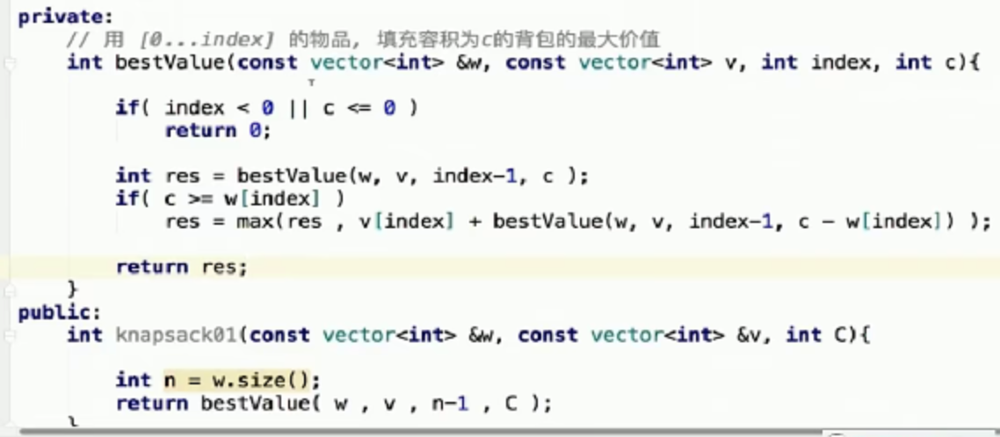 private:
// 用 [0...index] 的物品, 填充容积为c的背包的最大价值
int bestValue(const vector<int> &w, const vector<int> v, int index, int c){
if( index < 0 || c <= 0 )
return 0;
int res = bestValue(w, v, index-1, c );
if( c >= w[index] )
res = max(res , v[index] + bestValue(w, v, index-1, c - w[index]) );
return res;
}
public:
int knapsack01(const vector<int> &w, const vector<int> &v, int C){
int n = w.size();
return bestValue( w , v , n-1 , C );
}